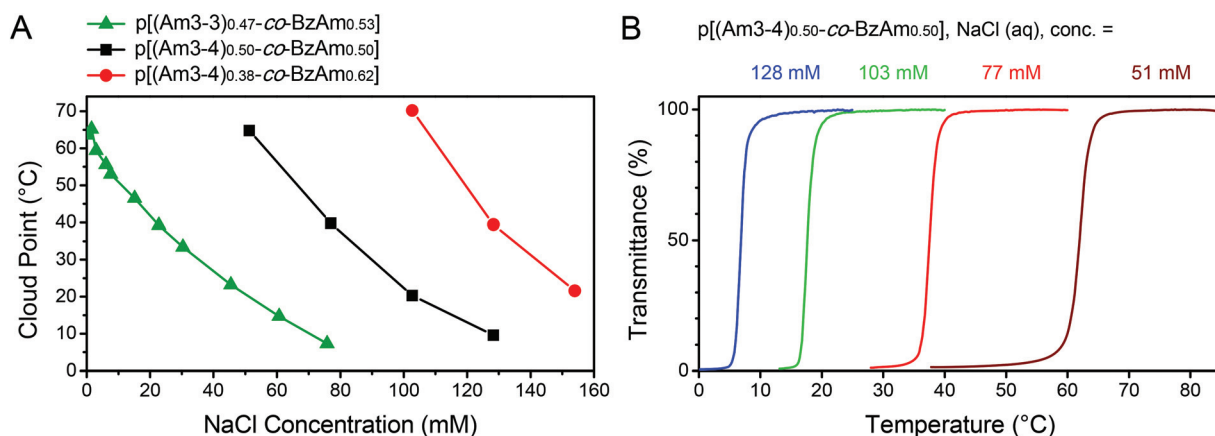 A
p[(Am3-3)0.47-co-BzAm0.53]
p[(Am3-4)0.50-co-BzAm0.50]
p[(Am3-4)0.38-co-BzAm0.62]
Cloud Point (°C)
70
60
50
40
30
20
10
0
0 20 40 60 80 100 120 140 160
NaCl Concentration (mM)
B
p[(Am3-4)0.50-co-BzAm0.50], NaCl (aq), conc. =
128 mM 103 mM 77 mM 51 mM
Transmittance (%)
100
50
0
0 10 20 30 40 50 60 70 80
Temperature (°C)